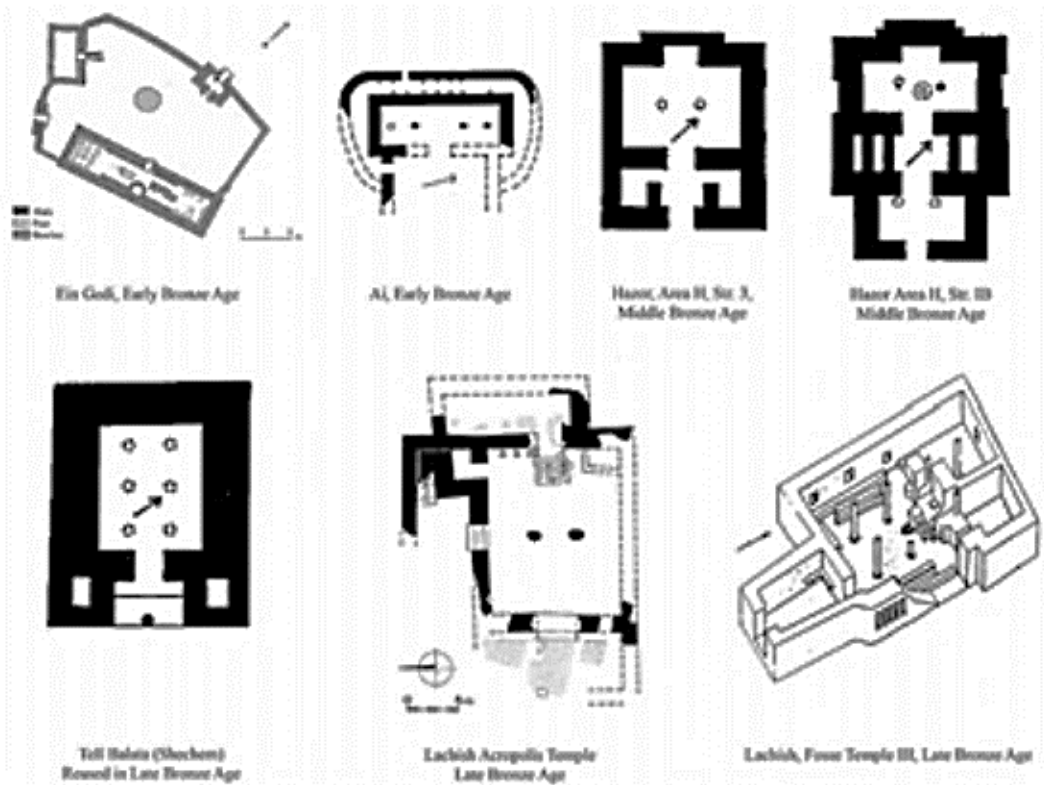 Ein Gedi, Early Bronze Age
Ai, Early Bronze Age
Hazor, Area H, Str. 3,
Middle Bronze Age
Hazor Area H, Str. IB
Middle Bronze Age
Tell Balata (Shechem)
Reused in Late Bronze Age
Lachish Acropolis Temple
Late Bronze Age
Lachish, Fosse Temple III, Late Bronze Age